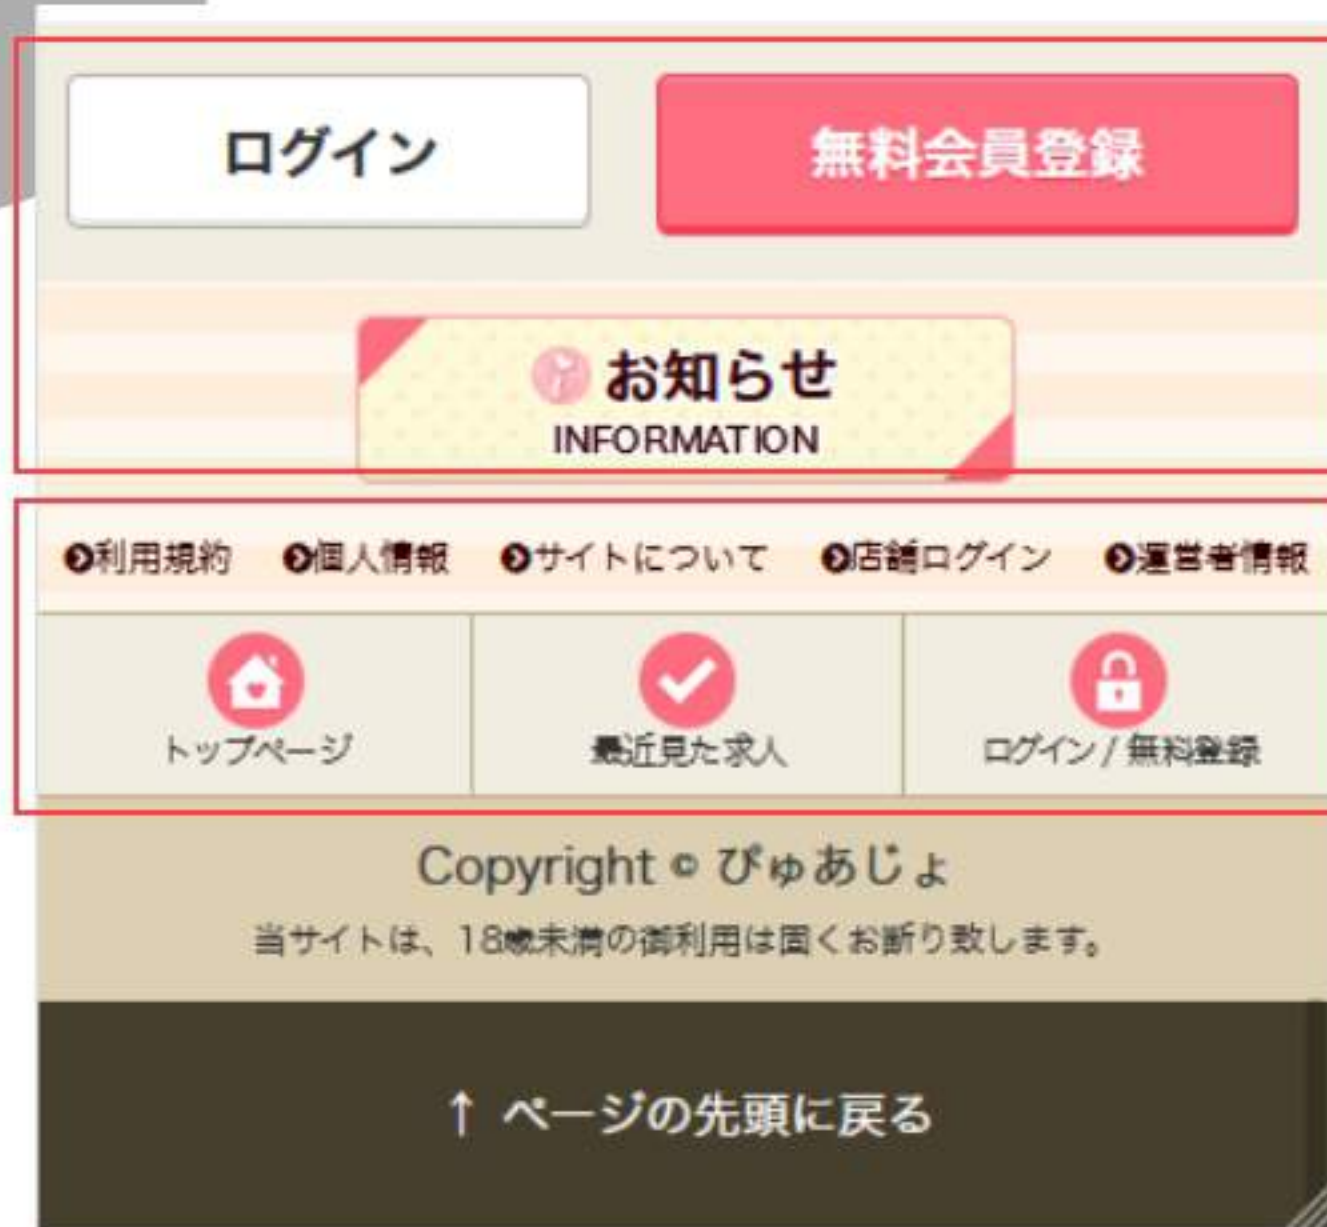 ログイン
無料会員登録
お知らせ
INFORMATION
利用規約 個人情報 サイトについて 店舗ログイン 運営者情報
トップページ
最近見た求人
ログイン / 無料登録
Copyright © ぴゅあじょ
当サイトは、18歳未満の御利用は固くお断り致します。
↑ ページの先頭に戻る